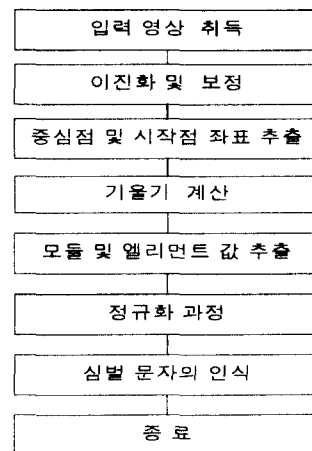 입력 영상 취득
이진화 및 보정
중심점 및 시작점 좌표 추출
기울기 계산
모듈 및 엘리먼트 값 추출
정규화 과정
심벌 문자의 인식
종 료